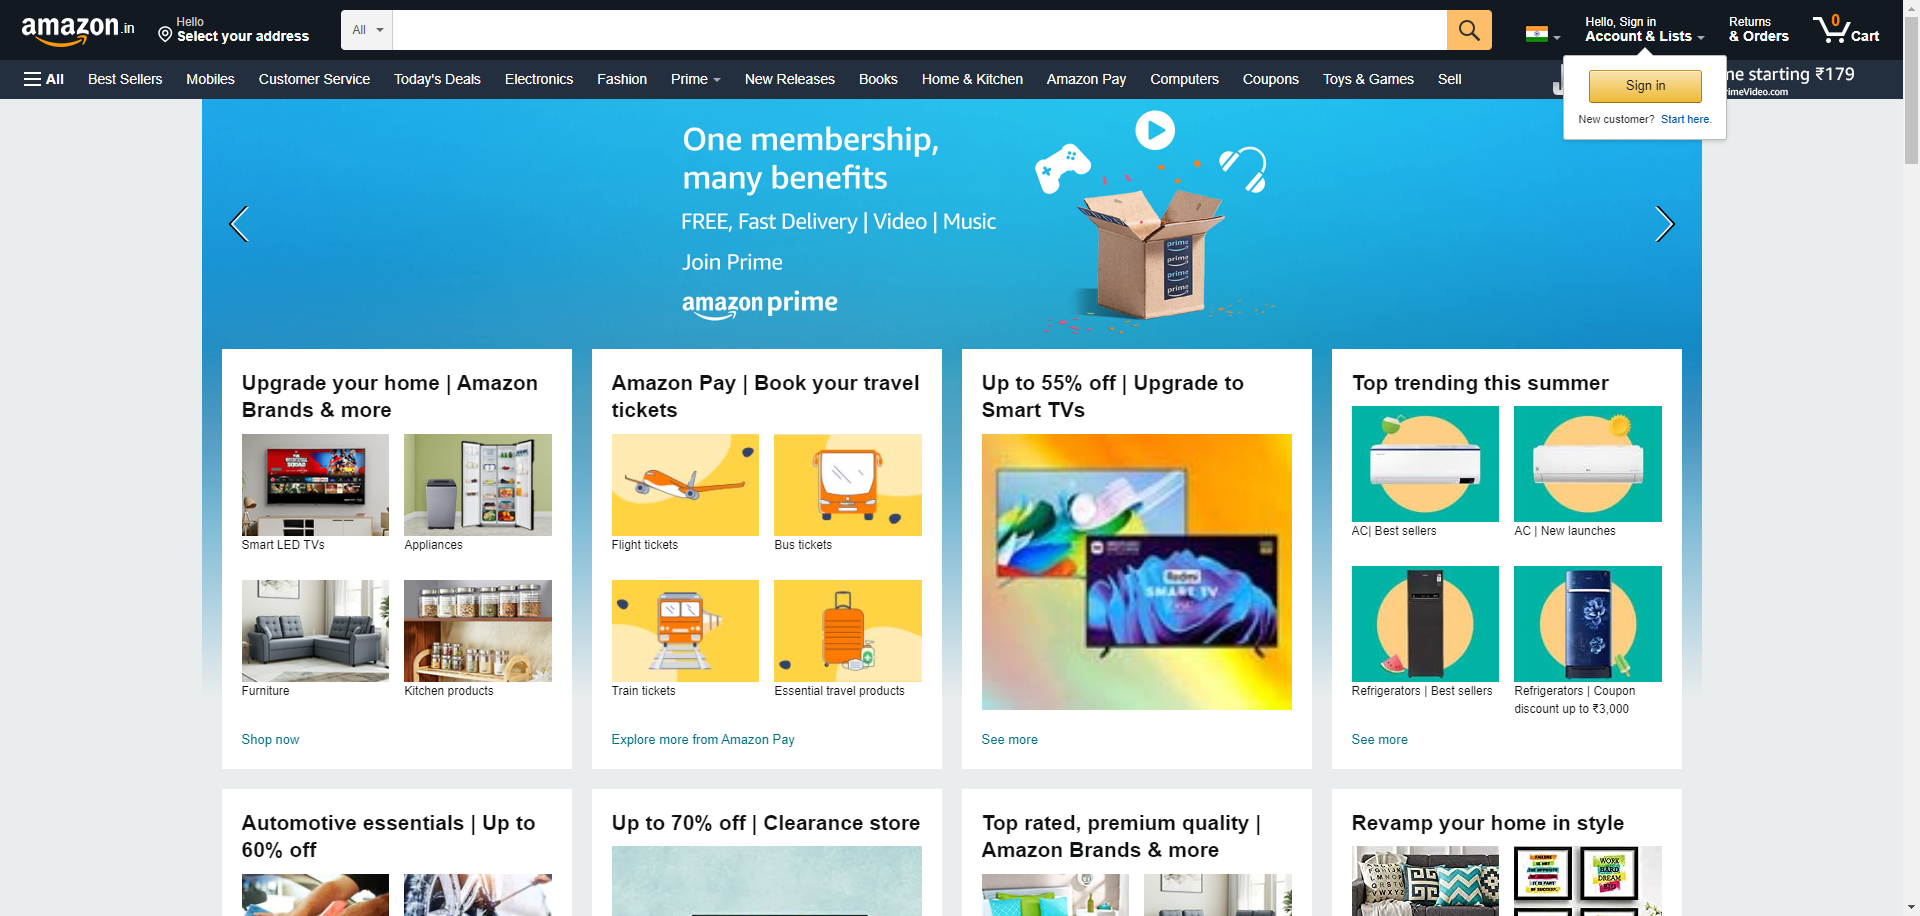 amazon.in
Hello
Select your address
All
Hello, Sign in
Account & Lists
Returns
& Orders
0
Cart
All
Best Sellers
Mobiles
Customer Service
Today's Deals
Electronics
Fashion
Prime
New Releases
Books
Home & Kitchen
Amazon Pay
Computers
Coupons
Toys & Games
Sell
me starting ₹179
rimeVideo.com
Sign in
New customer? Start here.
One membership,
many benefits
FREE, Fast Delivery | Video | Music
Join Prime
amazon prime
prime
prime
prime
prime
Upgrade your home | Amazon
Brands & more
Smart LED TVs
Appliances
Furniture
Kitchen products
Shop now
Amazon Pay | Book your travel
tickets
Flight tickets
Bus tickets
Train tickets
Essential travel products
Explore more from Amazon Pay
Up to 55% off | Upgrade to
Smart TVs
Redmi
SMART TV
See more
Top trending this summer
AC| Best sellers
AC | New launches
Refrigerators | Best sellers
Refrigerators | Coupon
discount up to ₹3,000
See more
Automotive essentials | Up to
60% off
Up to 70% off | Clearance store
Top rated, premium quality |
Amazon Brands & more
Revamp your home in style
WORK
HARD
DREAM
BIG